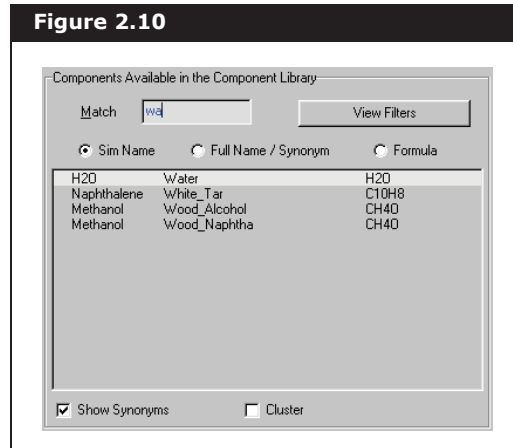 Figure 2.10
Components Available in the Component Library
Match wa View Filters
Sim Name Full Name / Synonym Formula
H2O Water H2O
Naphthalene White_Tar C10H8
Methanol Wood_Alcohol CH4O
Methanol Wood_Naphtha CH4O
Show Synonyms Cluster